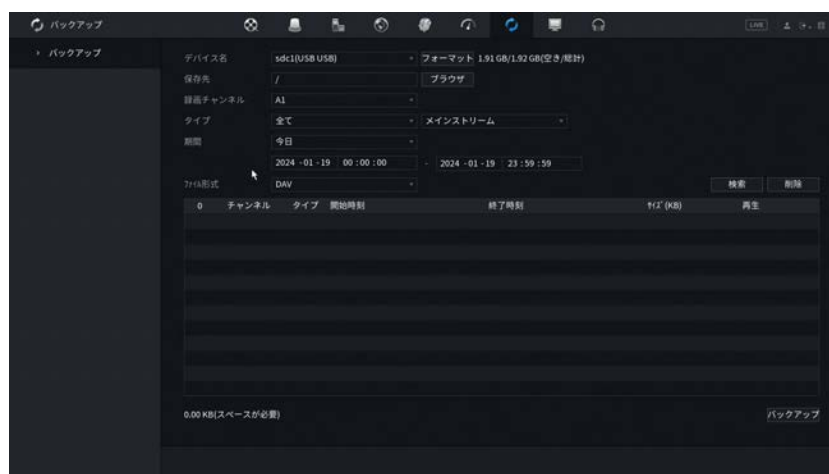 バックアップ
LIVE
バックアップ
デバイス名 sdc1(USB USB) フォーマット 1.91 GB/1.92 GB(空き/総計)
保存先 / ブラウザ
録画チャンネル A1
タイプ 全て メインストリーム
期間 今日
2024 -01 -19 00 : 00 : 00 - 2024 -01 -19 23 : 59 : 59
ファイル形式 DAV 検索 削除
0 チャンネル タイプ 開始時刻 終了時刻 サイズ (KB) 再生
0.00 KB(スペースが必要) バックアップ